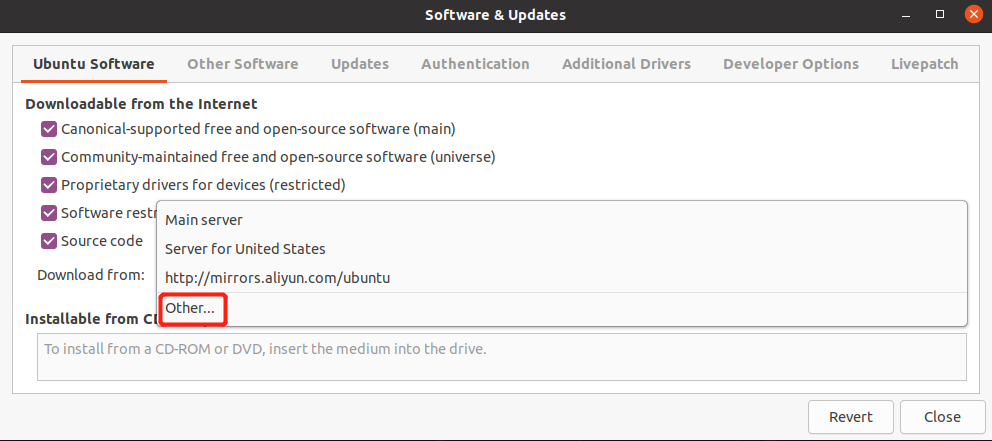 Software & Updates
Ubuntu Software Other Software Updates Authentication Additional Drivers Developer Options Livepatch
Downloadable from the Internet
Canonical-supported free and open-source software (main)
Community-maintained free and open-source software (universe)
Proprietary drivers for devices (restricted)
Software restr
Source code
Download from:
Main server
Server for United States
http://mirrors.aliyun.com/ubuntu
Other...
Installable from CD
To install from a CD-ROM or DVD, insert the medium into the drive.
Revert Close